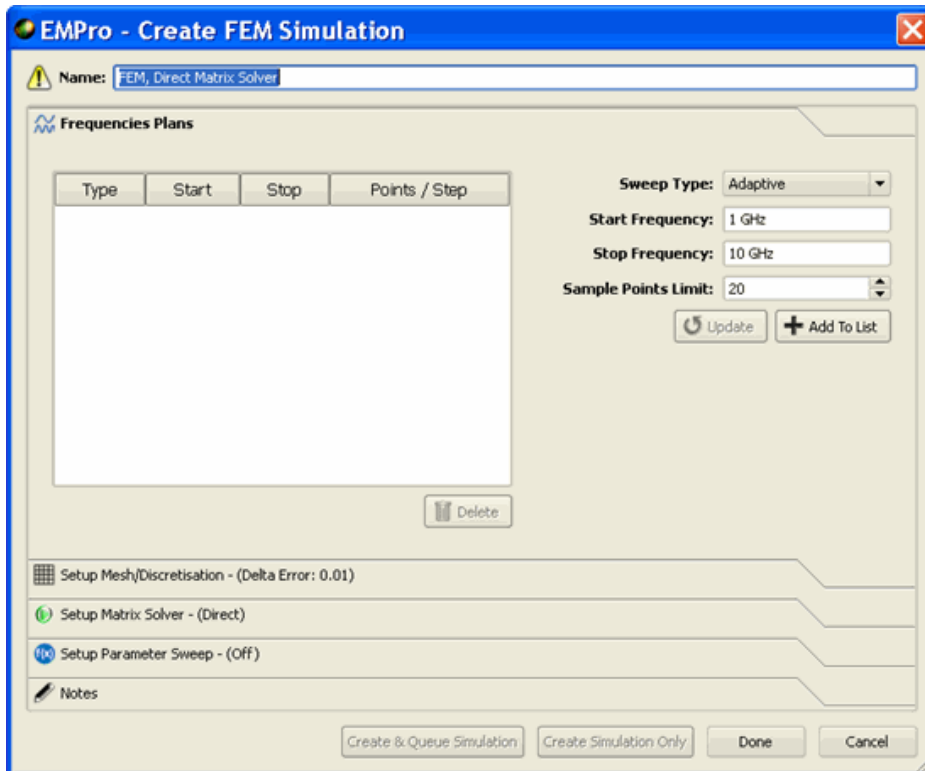 EMPro - Create FEM Simulation
Name: FEM, Direct Matrix Solver
Frequencies Plans
Type Start Stop Points / Step
Sweep Type: Adaptive
Start Frequency: 1 GHz
Stop Frequency: 10 GHz
Sample Points Limit: 20
Update Add To List
Delete
Setup Mesh/Discretisation - (Delta Error: 0.01)
Setup Matrix Solver - (Direct)
Setup Parameter Sweep - (Off)
Notes
Create & Queue Simulation Create Simulation Only Done Cancel